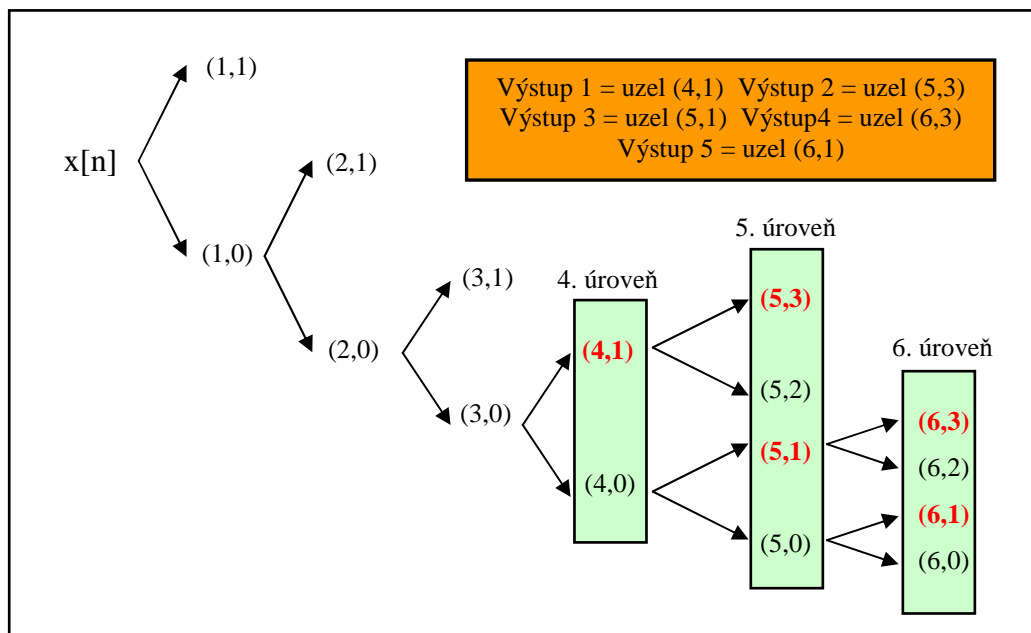 (1,1)
Výstup 1 = uzel (4,1) Výstup 2 = uzel (5,3)
Výstup 3 = uzel (5,1) Výstup4 = uzel (6,3)
Výstup 5 = uzel (6,1)
x[n]
(2,1)
(1,0)
5. úroveň
(3,1)
4. úroveň
(5,3)
(2,0)
(4,1)
6. úroveň
(5,2)
(3,0)
(6,3)
(5,1)
(6,2)
(4,0)
(6,1)
(5,0)
(6,0)